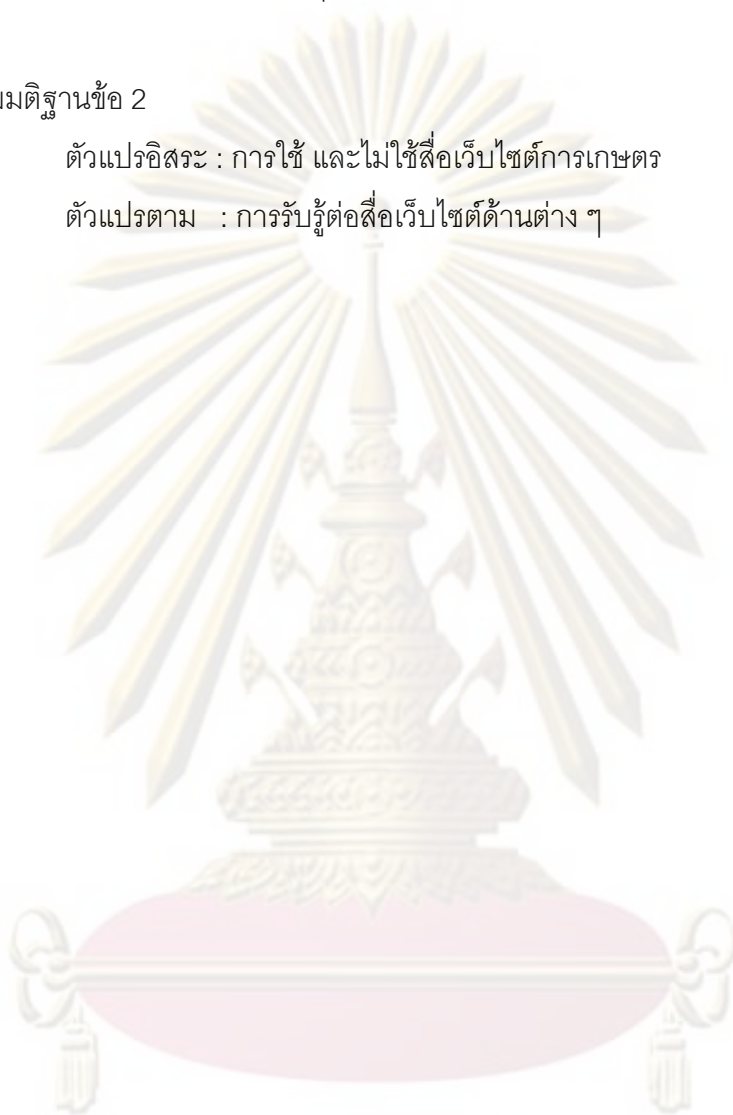 มมติฐานข้อ 2
ตัวแปรอิสระ : การใช้ และไม่ใช้สื่อเว็บไซต์การเกษตร
ตัวแปรตาม : การรับรู้ต่อสื่อเว็บไซต์ด้านต่าง ๆ